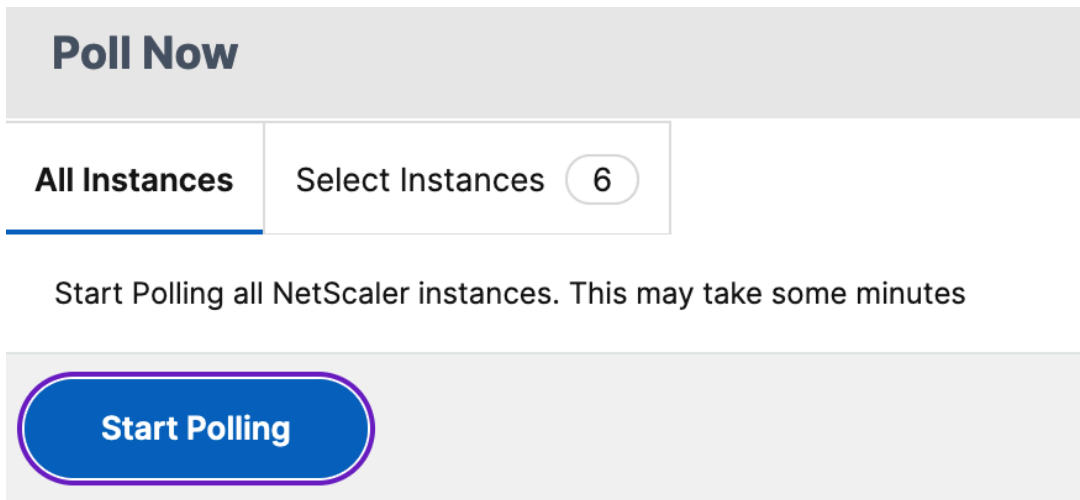 Poll Now
All Instances
Select Instances 6
Start Polling all NetScaler instances. This may take some minutes
Start Polling